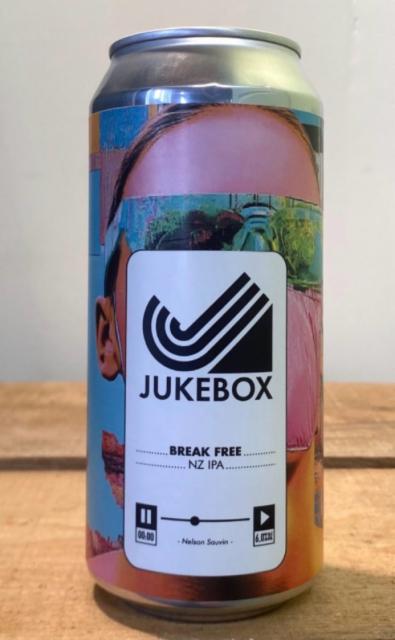 JUKEBOX
BREAK FREE
NZ IPA
00:00
- Nelson Sauvin -